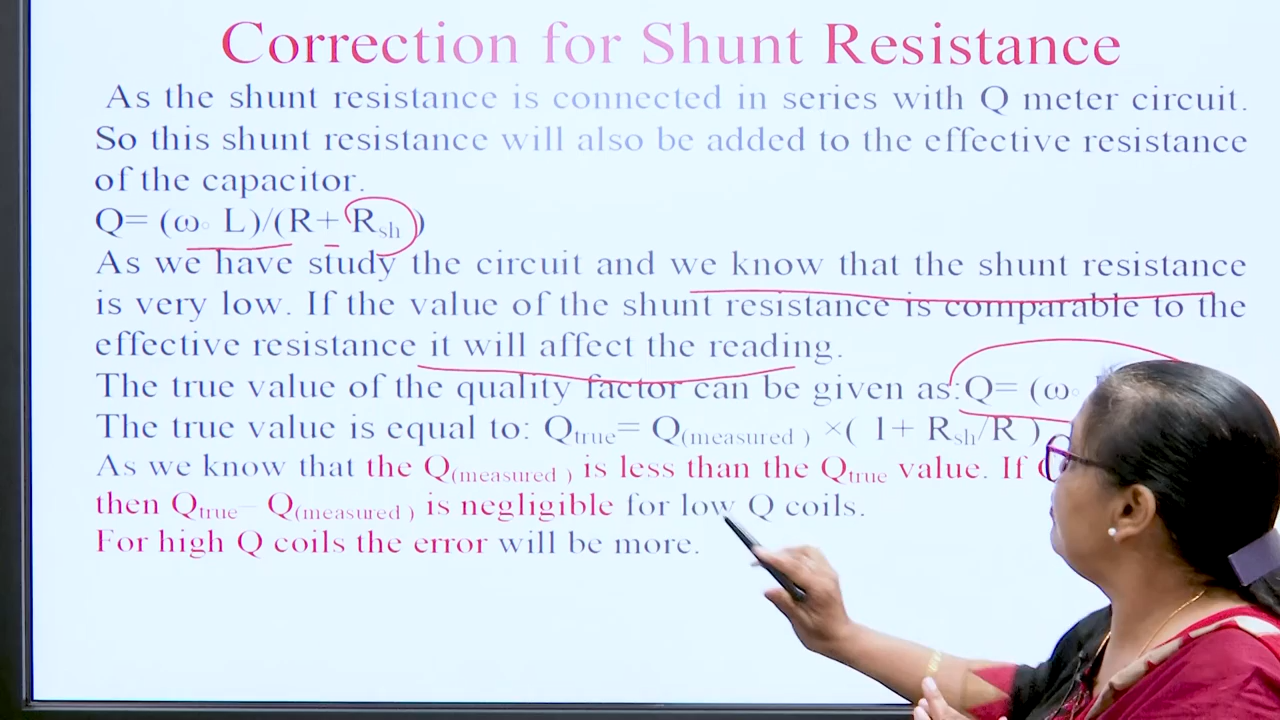 Correction for Shunt Resistance
As the shunt resistance is connected in series with Q meter circuit.
So this shunt resistance will also be added to the effective resistance
of the capacitor.
Q= (ω◦ L)/(R+ Rsh )
As we have study the circuit and we know that the shunt resistance
is very low. If the value of the shunt resistance is comparable to the
effective resistance it will affect the reading.
The true value of the quality factor can be given as:Q= (ω◦
The true value is equal to: Qtrue= Q(measured ) ×( 1+ Rsh/R )
As we know that the Q(measured ) is less than the Qtrue value. If
then Qtrue− Q(measured ) is negligible for low Q coils.
For high Q coils the error will be more.